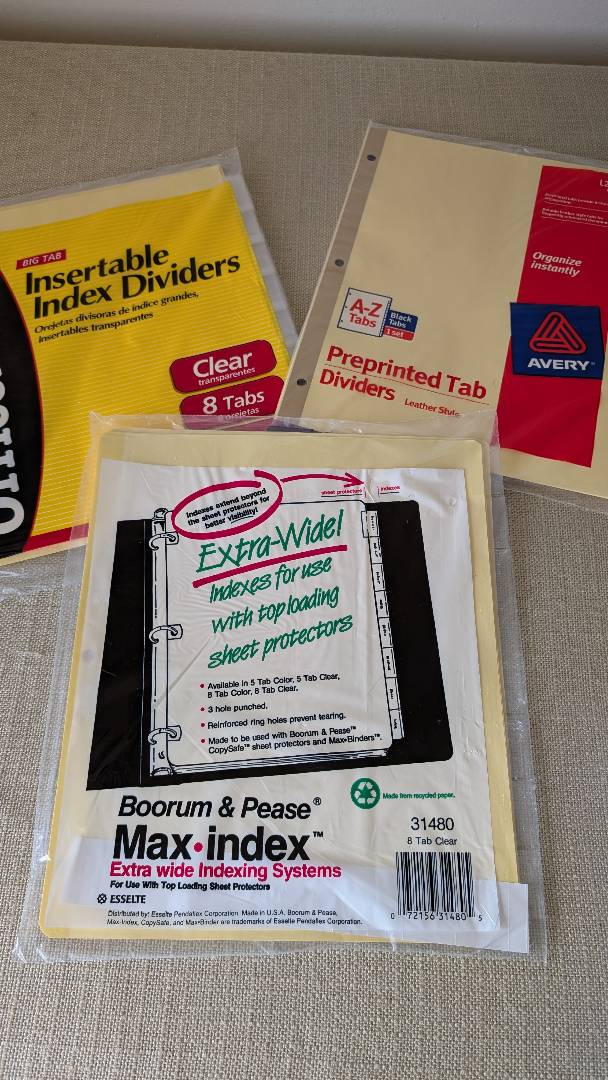 BIG TAB
Insertable
Index Dividers
Orejetas divisoras de índice grandes,
insertables transparentes
Clear
transparentes
8 Tabs
orejetas
Organize
instantly
A-Z
Tabs
Black
Tabs
1 set
AVERY
Preprinted Tab
Dividers Leather Style
Indexes extend beyond
the sheet protectors for
better visibility!
sheet protectors
indexes
Extra-Wide!
Indexes for use
with top loading
sheet protectors
• Available in 5 Tab Color, 5 Tab Clear,
8 Tab Color, 8 Tab Clear.
• 3 hole punched.
• Reinforced ring holes prevent tearing.
• Made to be used with Boorum & Pease™
CopySafe™ sheet protectors and Max•Binders™.
Made from recycled paper.
Boorum & Pease®
Max•index™
Extra wide Indexing Systems
For Use With Top Loading Sheet Protectors
ESSELTE
31480
8 Tab Clear
0 72156 31480 5
Distributed by: Esselte Pendaflex Corporation. Made in U.S.A. Boorum & Pease,
Max-Index, CopySafe, and Max•Binder are trademarks of Esselte Pendaflex Corporation.